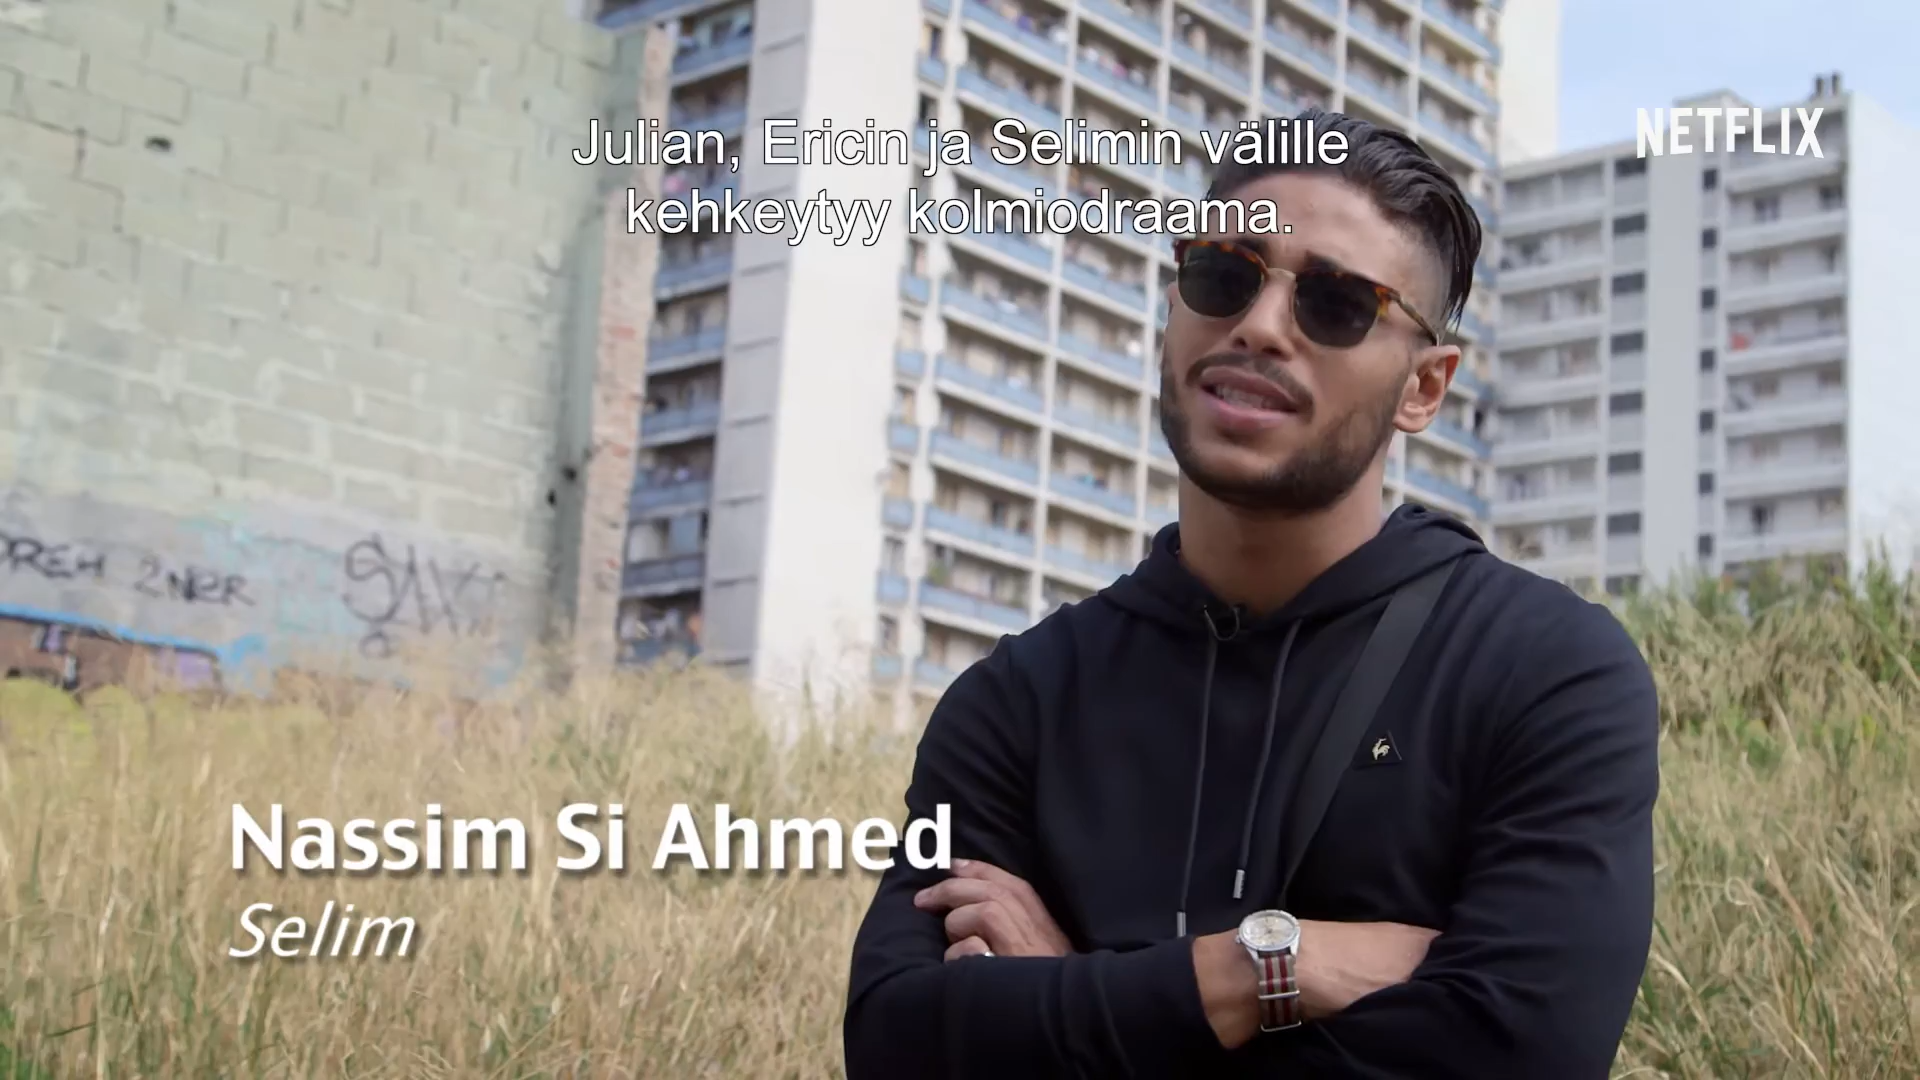 Julian, Ericin ja Selimin välille
kehkeytyy kolmiodraama.
NETFLIX
Nassim Si Ahmed
Selim